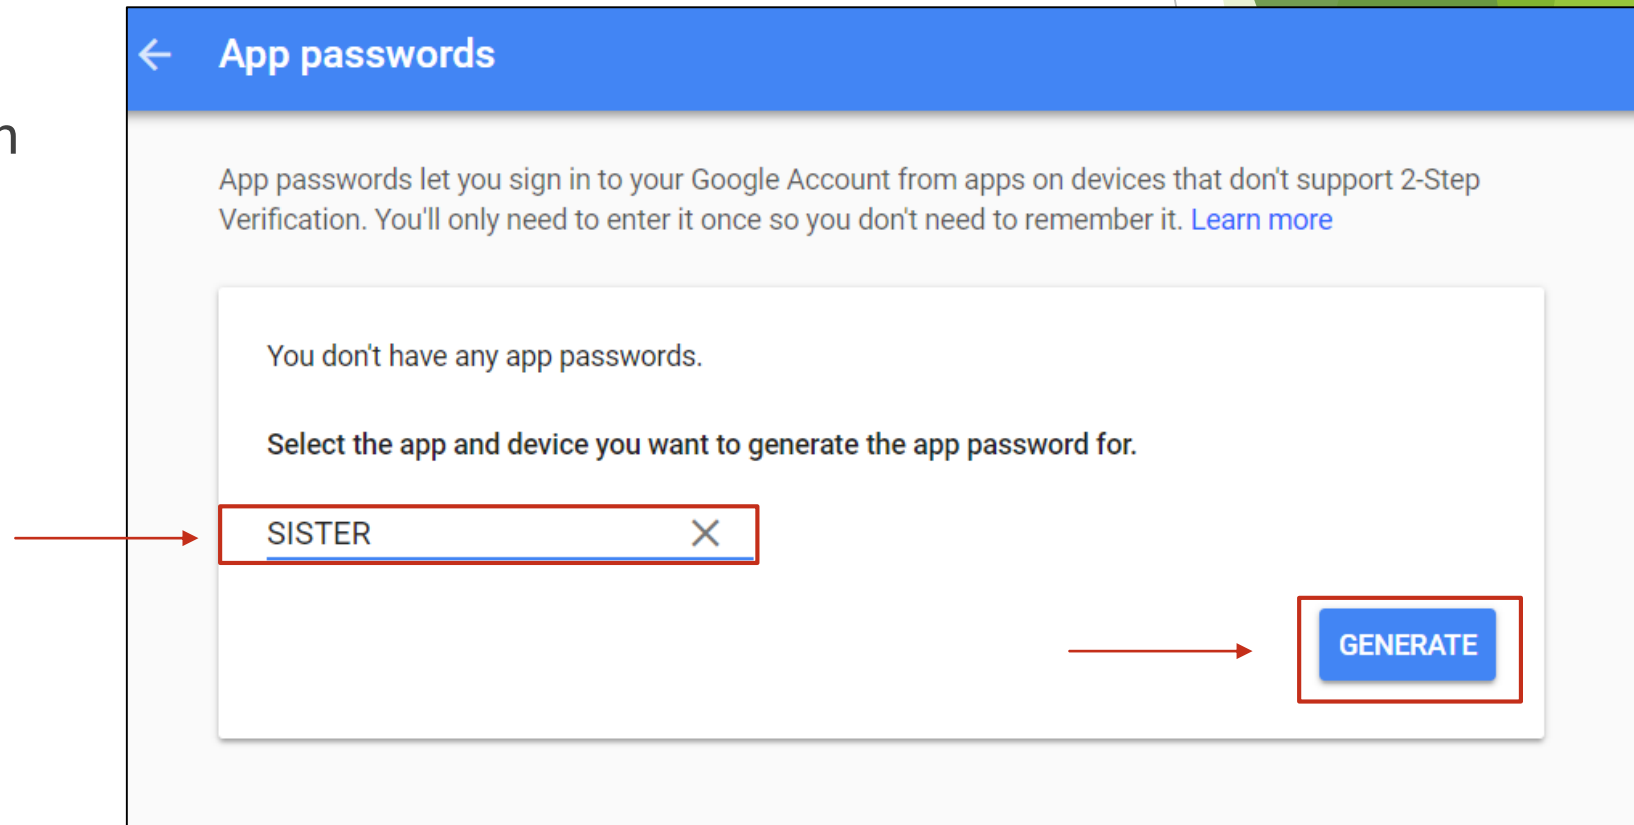 App passwords
App passwords let you sign in to your Google Account from apps on devices that don't support 2-Step
Verification. You'll only need to enter it once so you don't need to remember it. Learn more
You don't have any app passwords.
Select the app and device you want to generate the app password for.
SISTER
GENERATE